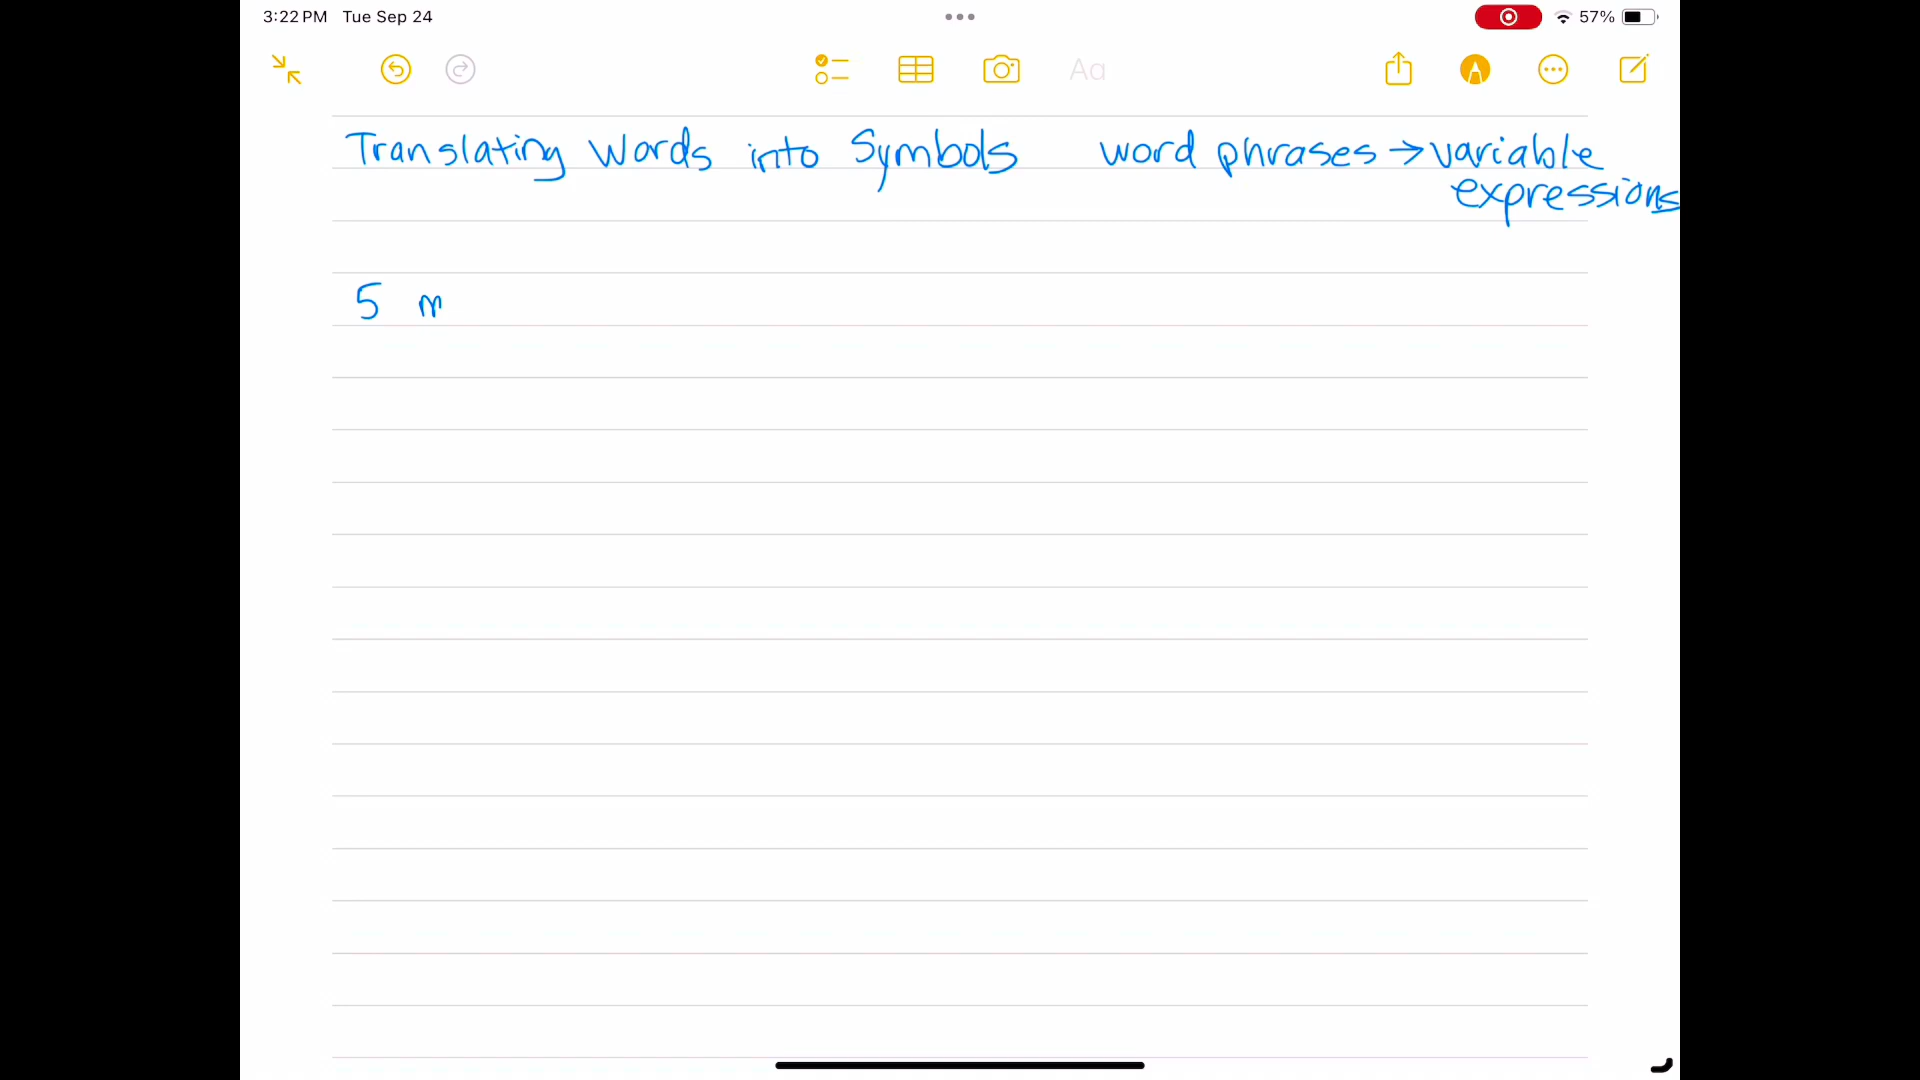 3:22 PM Tue Sep 24 57%
Aa
Translating Words into Symbols word phrases → variable
expressions
5 m